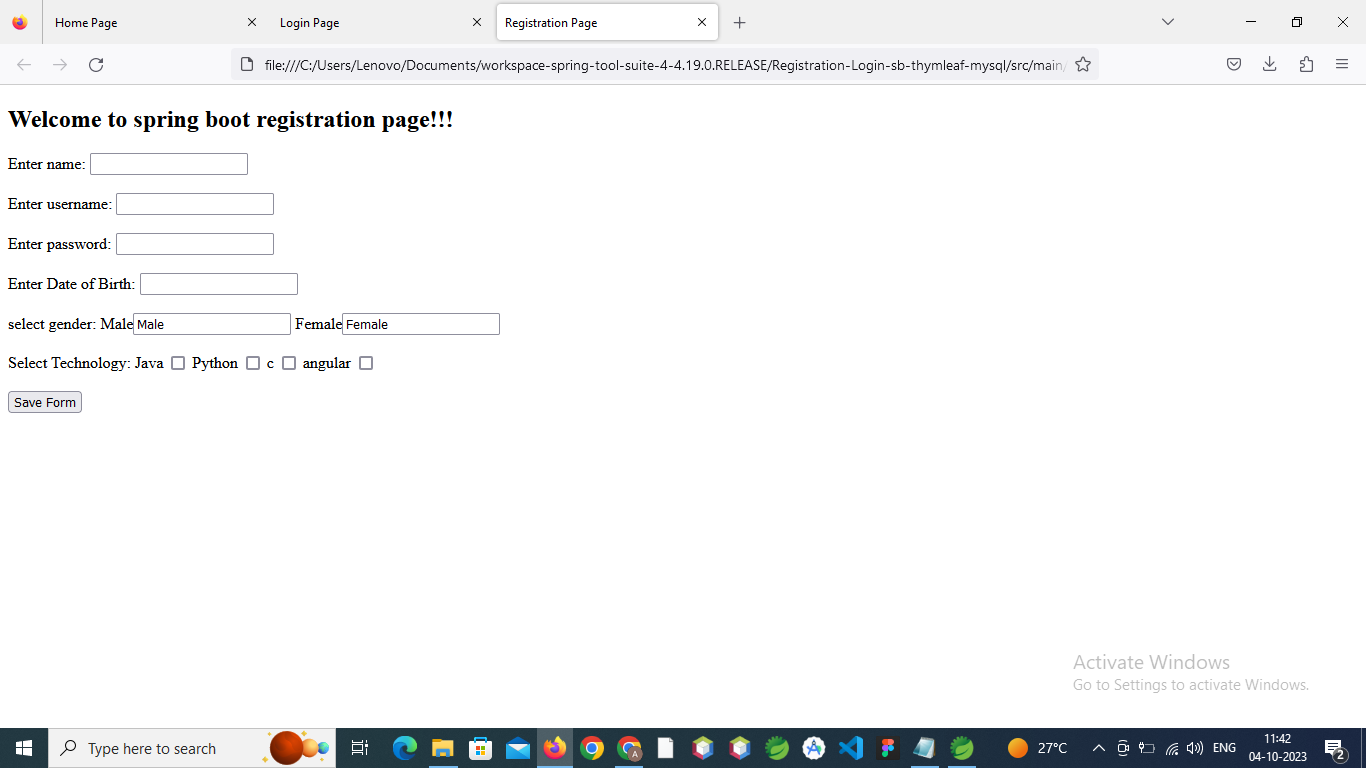 Home Page
Login Page
Registration Page
file:///C:/Users/Lenovo/Documents/workspace-spring-tool-suite-4-4.19.0.RELEASE/Registration-Login-sb-thymleaf-mysql/src/main/
Welcome to spring boot registration page!!!
Enter name:
Enter username:
Enter password:
Enter Date of Birth:
select gender: Male Male Female Female
Select Technology: Java Python c angular
Save Form
Activate Windows
Go to Settings to activate Windows.
Type here to search
A
27°C
ENG
11:42
04-10-2023
2